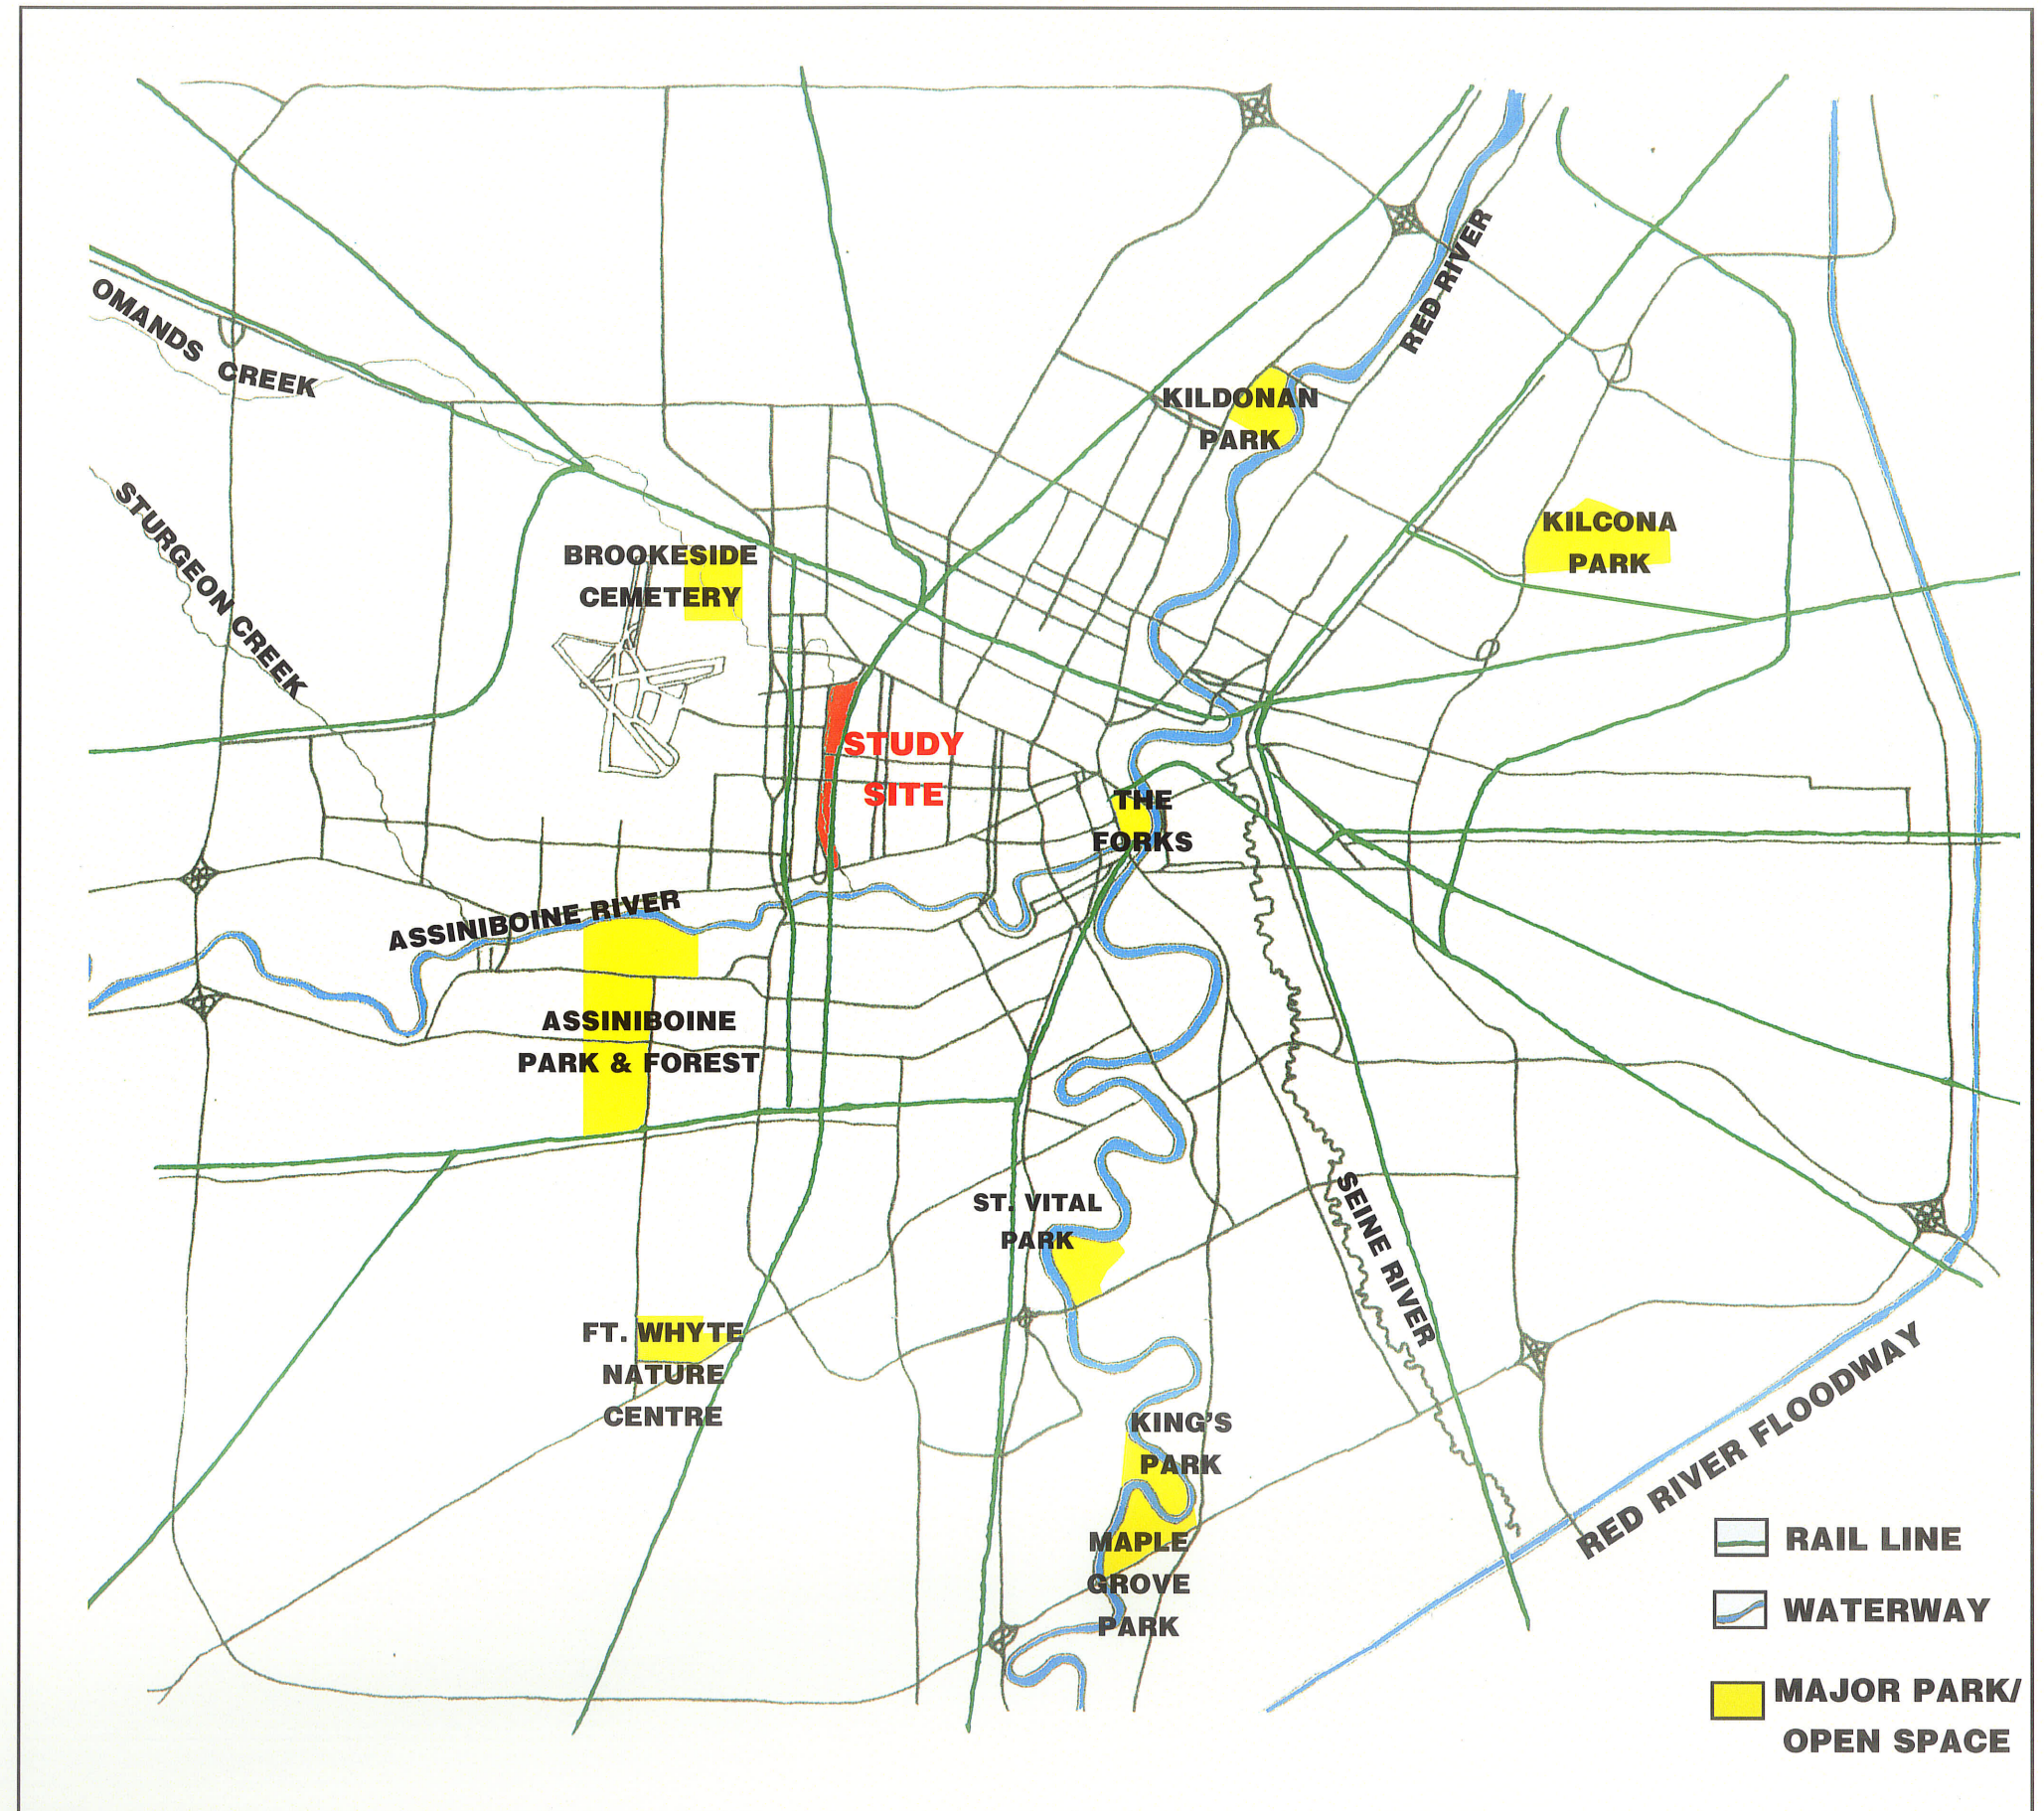 RED RIVER
OMANDS CREEK
KILDONAN
PARK
STURGEON CREEK
KILCONA
PARK
BROOKESIDE
CEMETERY
STUDY
SITE
THE
FORKS
ASSINIBOINE RIVER
ASSINIBOINE
PARK & FOREST
ST. VITAL
PARK
SEINE RIVER
FT. WHYTE
NATURE
CENTRE
KING'S
PARK
RED RIVER FLOODWAY
MAPLE
GROVE
PARK
RAIL LINE
WATERWAY
MAJOR PARK/
OPEN SPACE